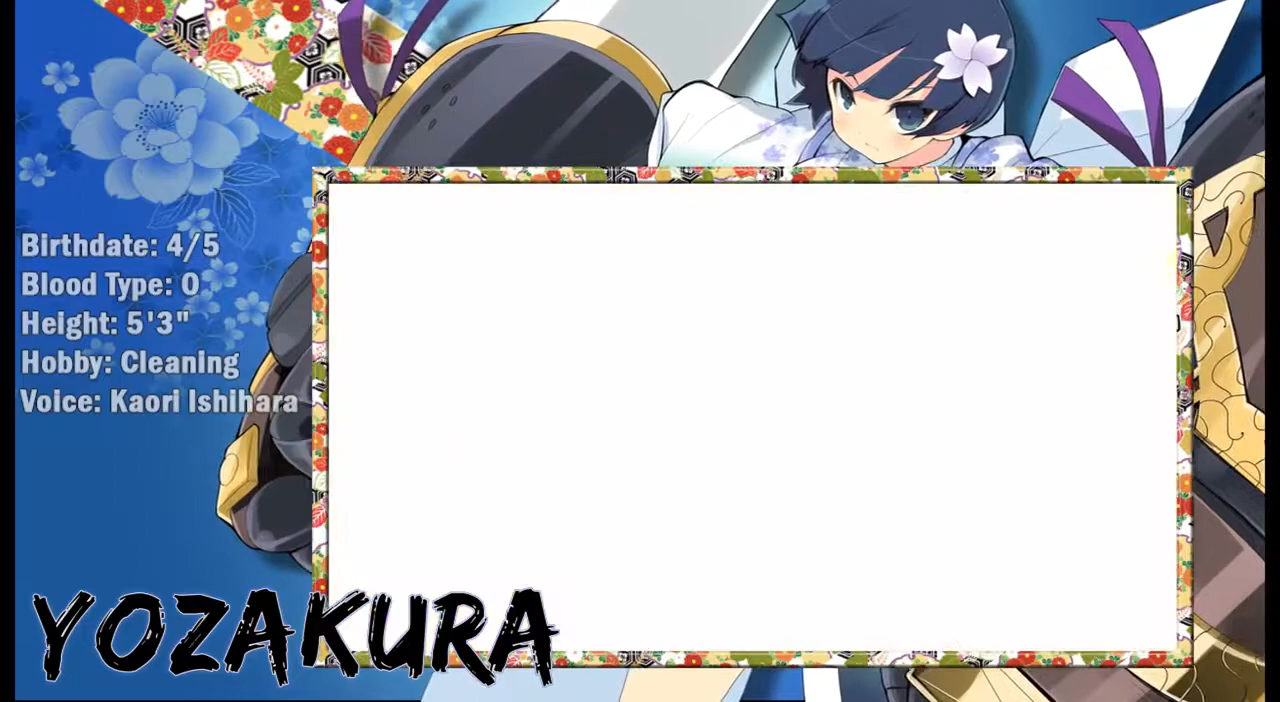 Birthdate: 4/5
Blood Type: O
Height: 5'3"
Hobby: Cleaning
Voice: Kaori Ishihara
YOZAKURA